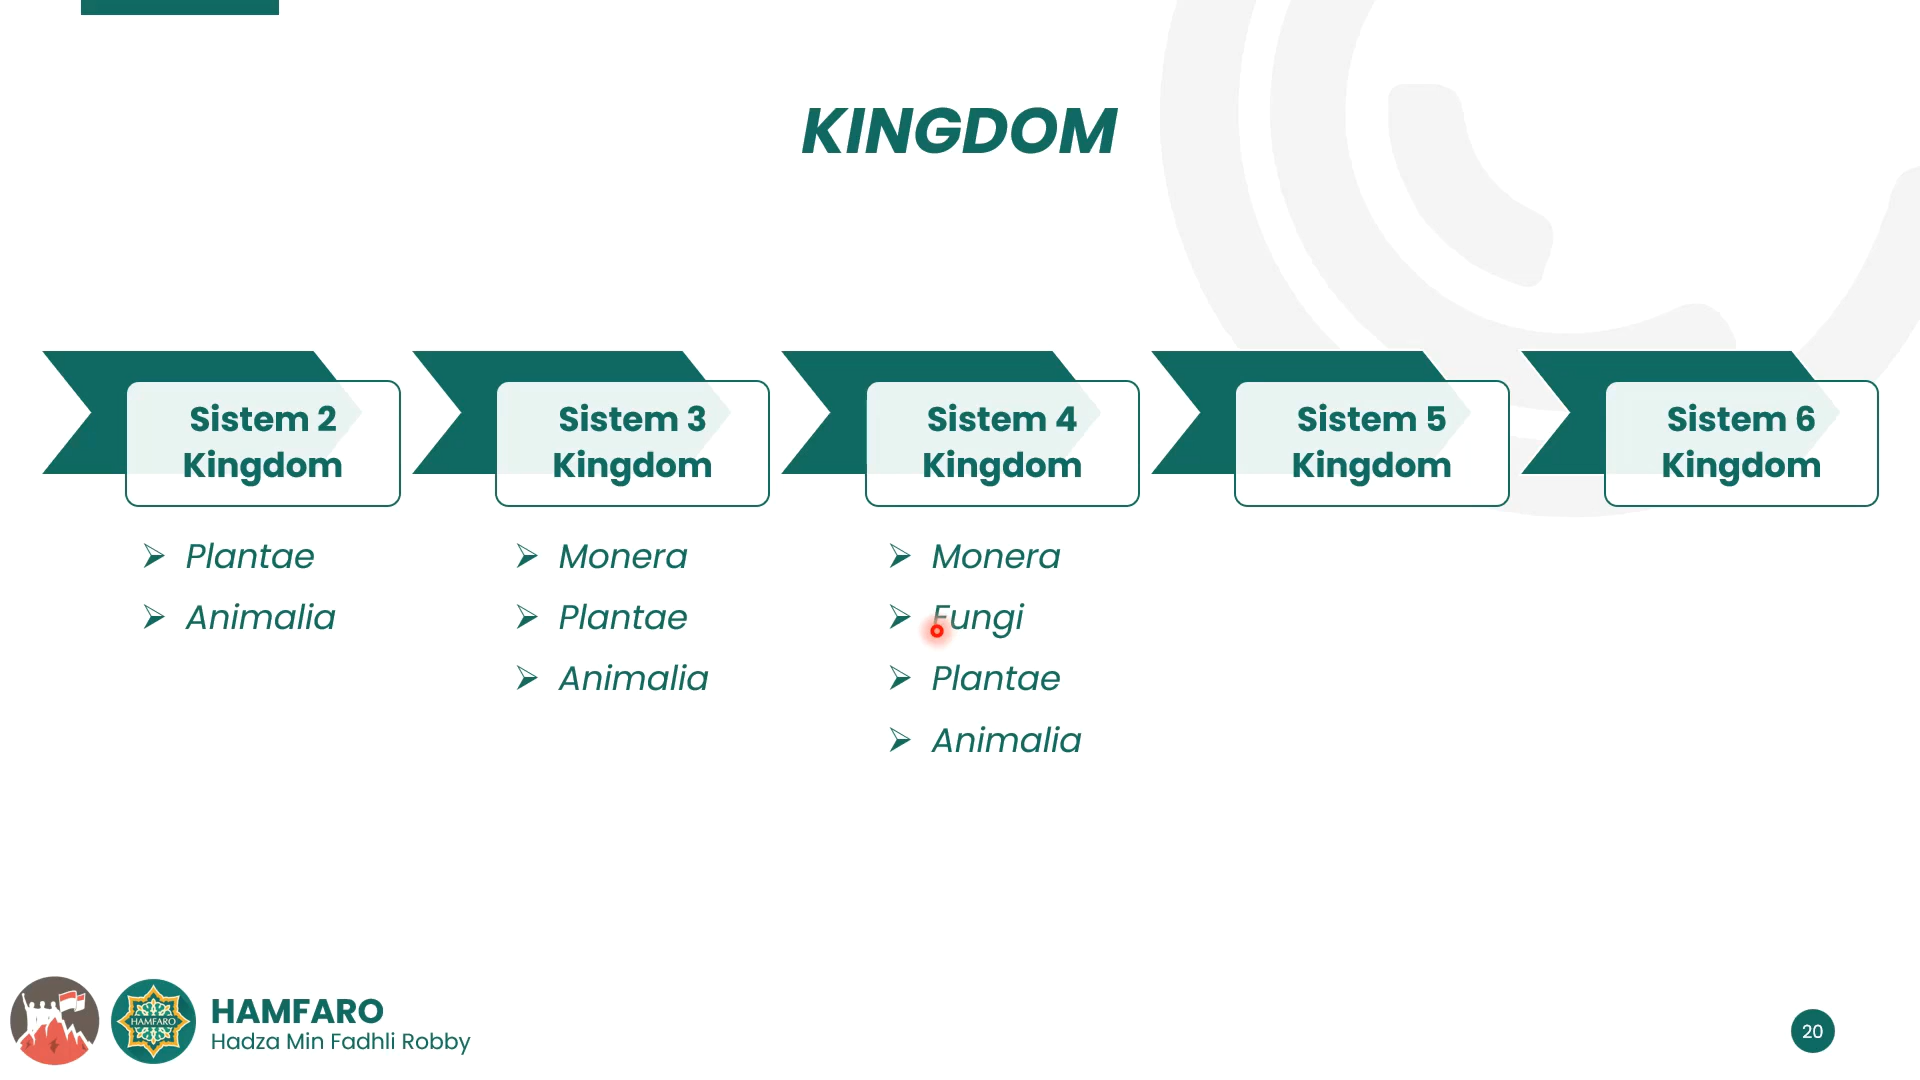 KINGDOM
Sistem 2
Kingdom
Plantae
Animalia
Sistem 3
Kingdom
Monera
Plantae
Animalia
Sistem 4
Kingdom
Monera
Fungi
Plantae
Animalia
Sistem 5
Kingdom
Sistem 6
Kingdom
HAMFARO
HAMFARO
Hadza Min Fadhli Robby
20